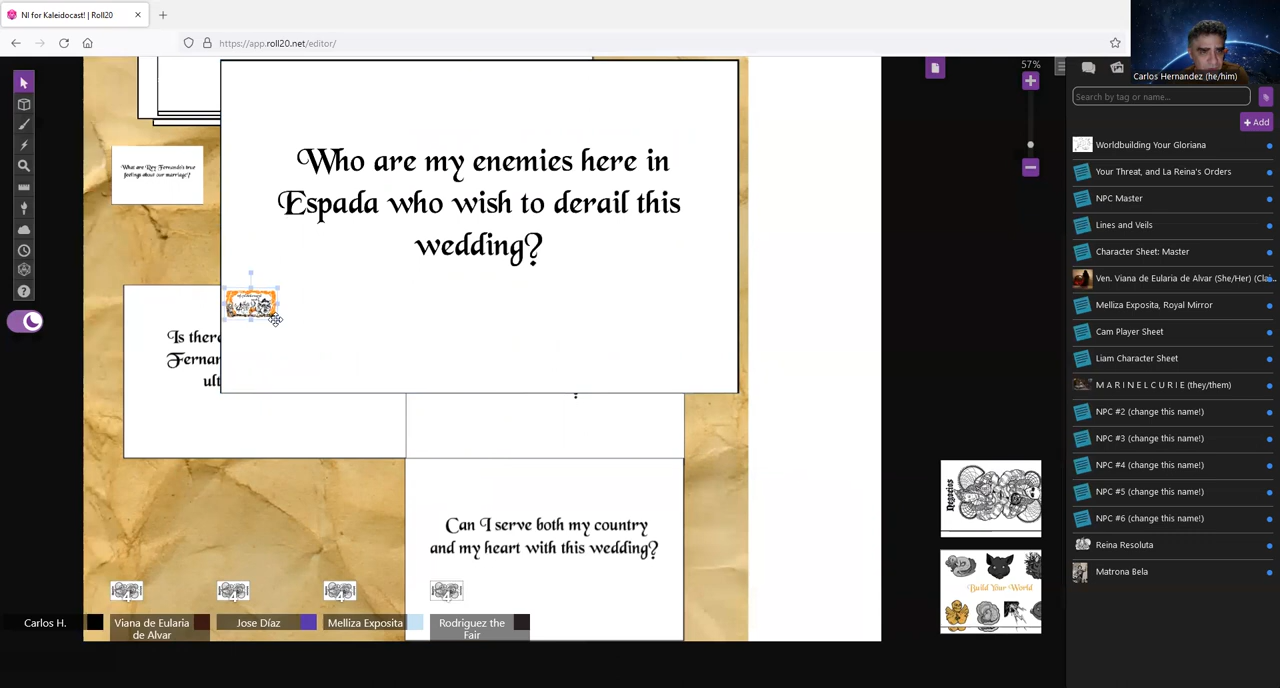 NI for Kaleidocast! | Roll20
https://app.roll20.net/editor/
Carlos Hernandez (he/him)
57%
Search by tag or name...
+ Add
Worldbuilding Your Gloriana
Your Threat, and La Reina's Orders
NPC Master
Lines and Veils
Character Sheet: Master
Ven. Viana de Eularia de Alvar (She/Her) (Clai...
Melliza Exposita, Royal Mirror
Cam Player Sheet
Liam Character Sheet
M A R I N E L C U R I E (they/them)
NPC #2 (change this name!)
NPC #3 (change this name!)
NPC #4 (change this name!)
NPC #5 (change this name!)
NPC #6 (change this name!)
Reina Resoluta
Matrona Bela
What are Rey Fernando's true
feelings about our marriage?
Who are my enemies here in
Espada who wish to derail this
wedding?
Is there
Fernan
ult
?
Can I serve both my country
and my heart with this wedding?
Negocios
Build Your World
Carlos H.
Viana de Eularia
de Alvar
Jose Díaz
Melliza Exposita
Rodriguez the
Fair